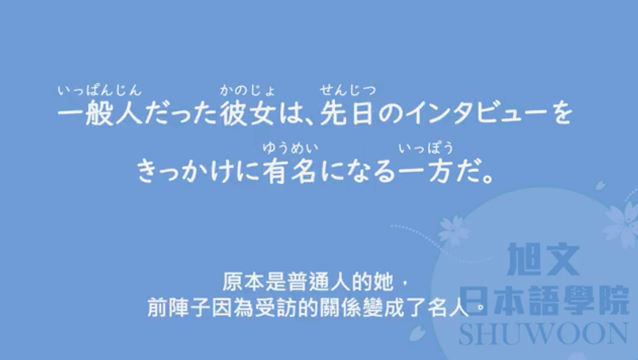 いっぱんじん かのじょ せんじつ
一般人だった彼女は、先日のインタビューを
ゆうめい いっぽう
きっかけに有名になる一方だ。
原本是普通人的她，
前陣子因為受訪的關係變成了名人。
旭文
日本語學院
SHUWOON